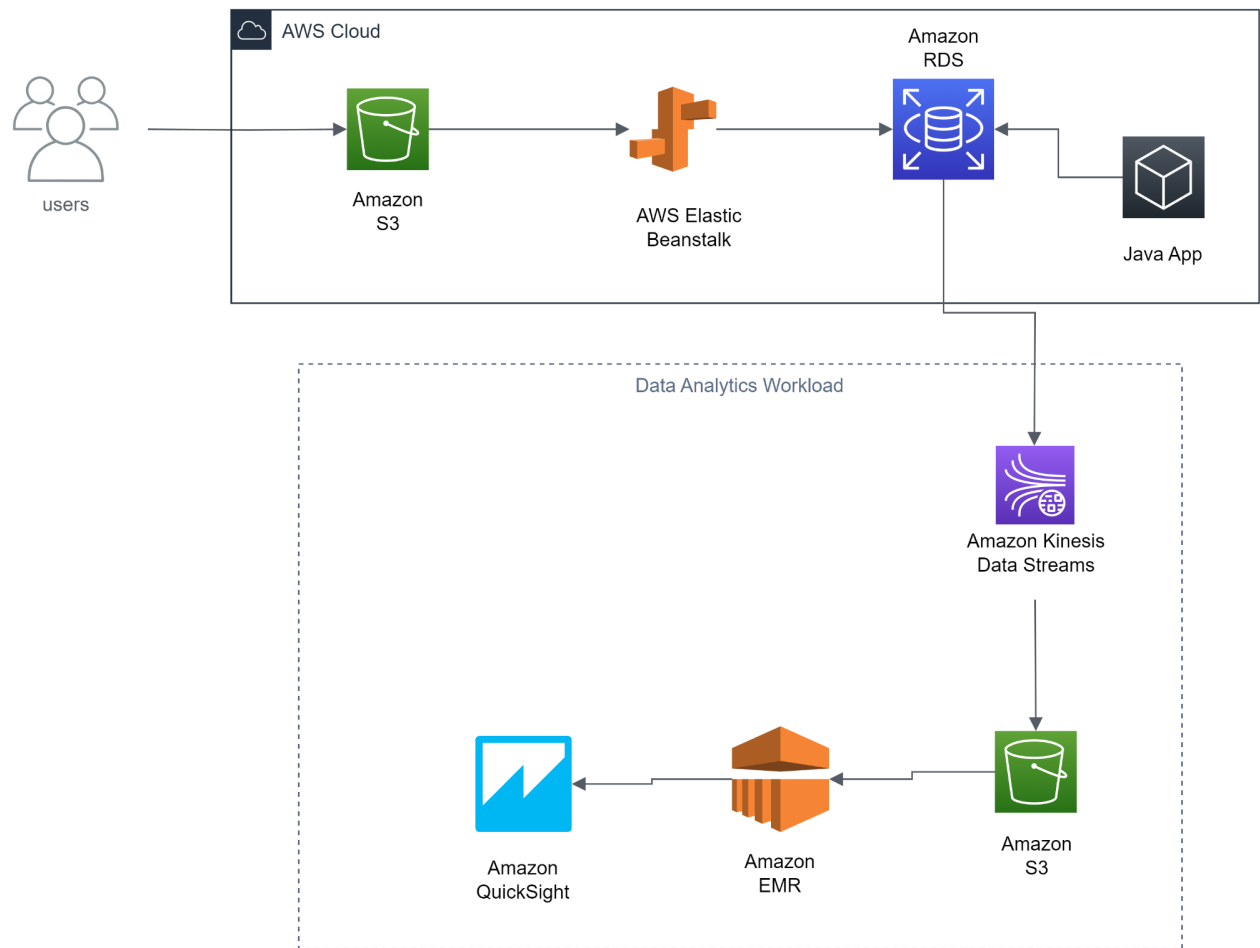 AWS Cloud
Amazon
RDS
users
Amazon
S3
AWS Elastic
Beanstalk
Java App
Data Analytics Workload
Amazon Kinesis
Data Streams
Amazon
QuickSight
Amazon
EMR
Amazon
S3